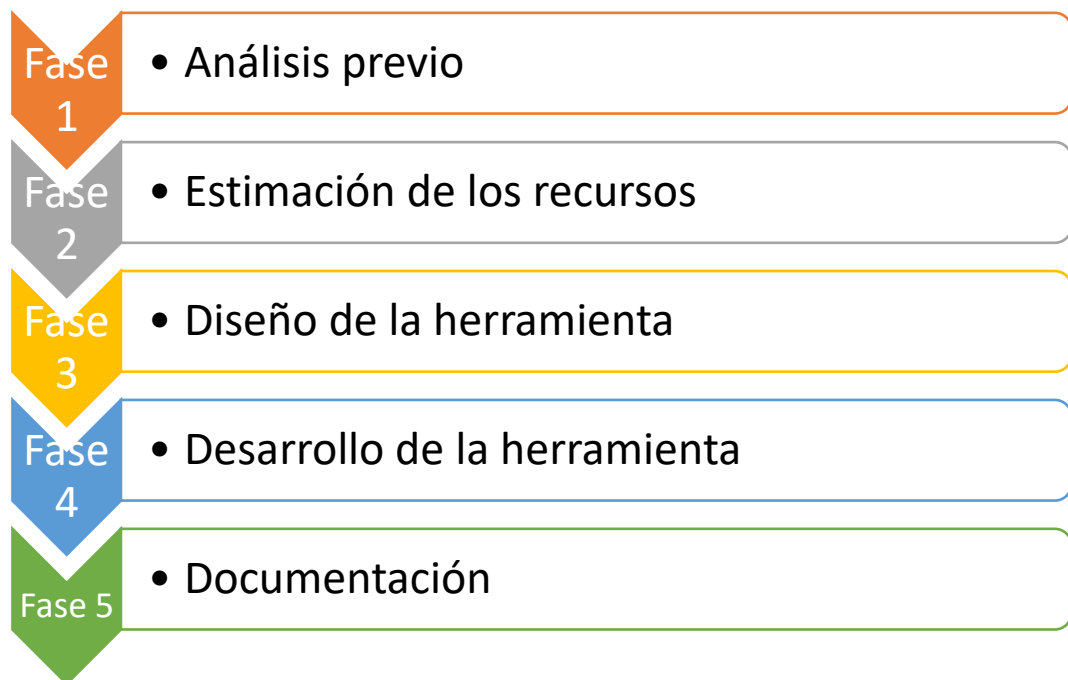 Fase
1
• Análisis previo
Fase
2
• Estimación de los recursos
Fase
3
• Diseño de la herramienta
Fase
4
• Desarrollo de la herramienta
Fase 5
• Documentación